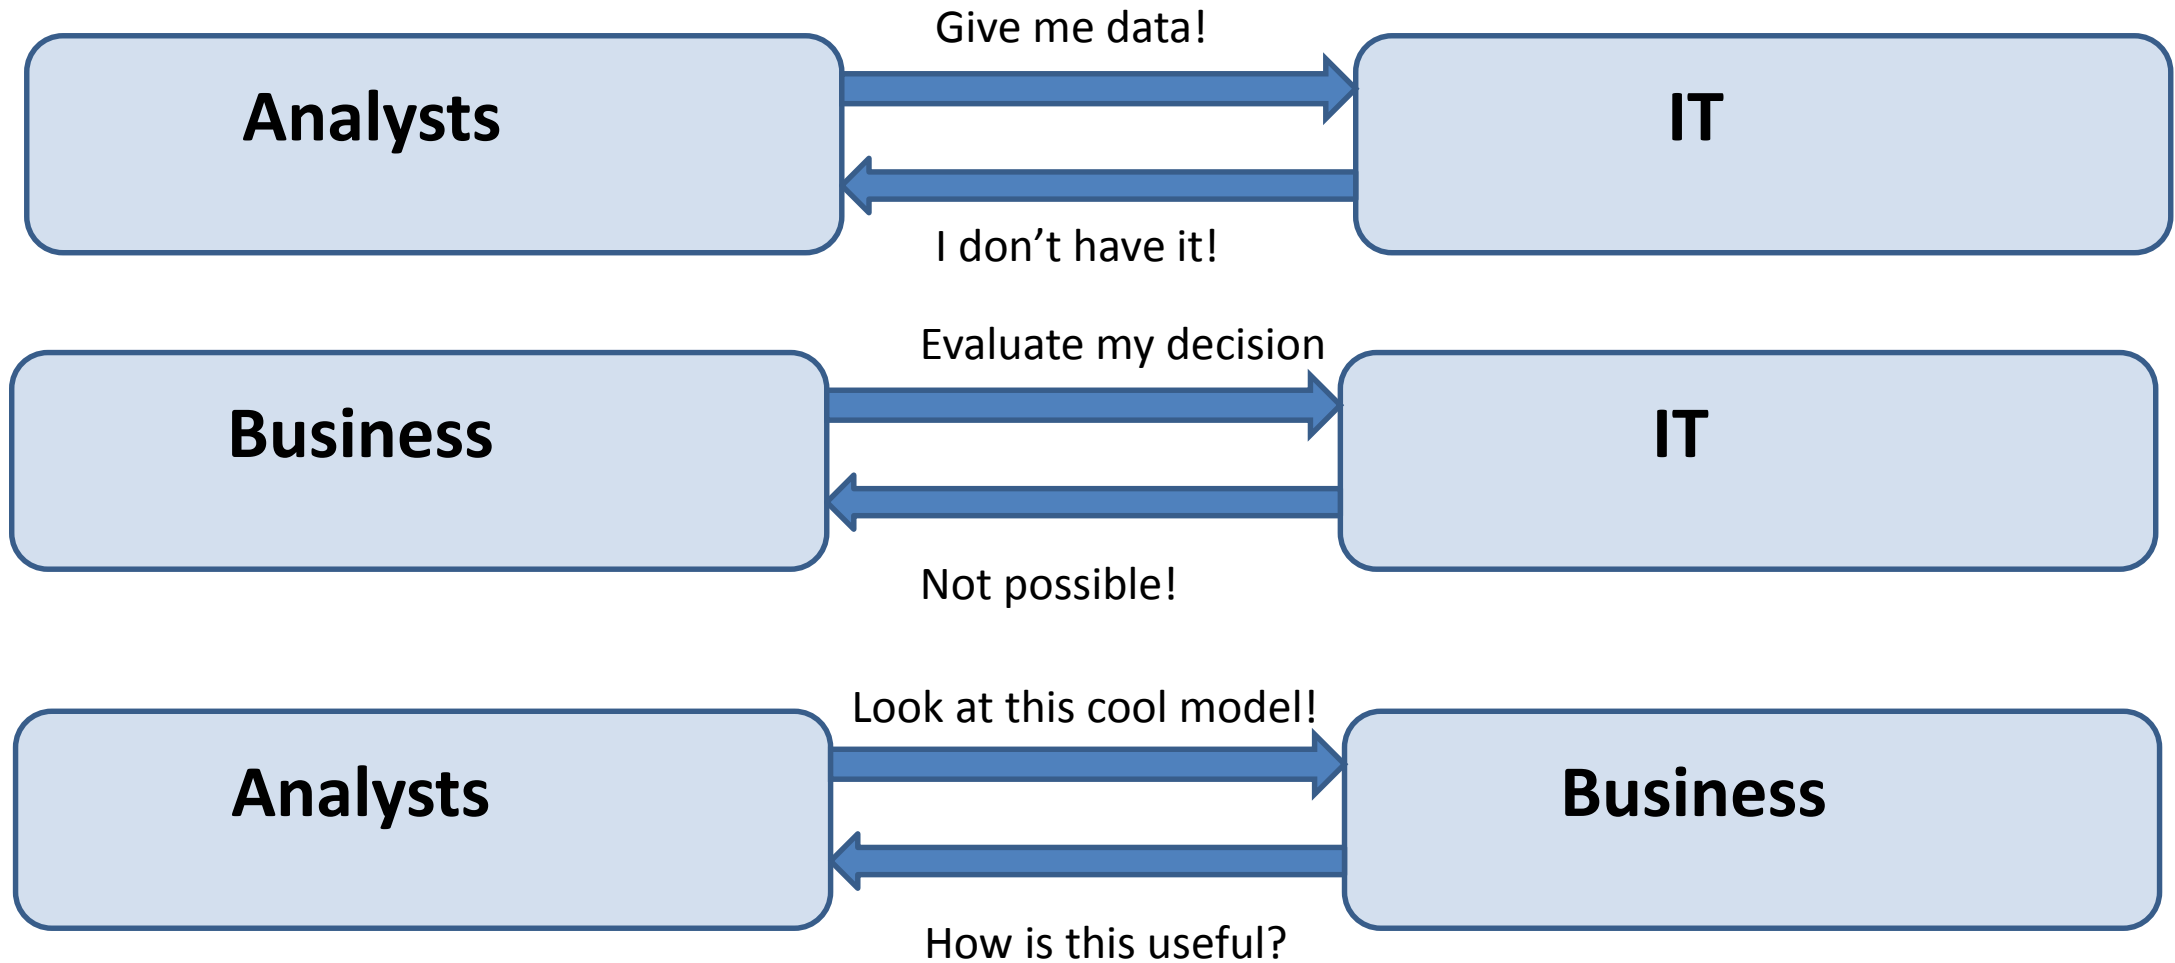 Give me data!
Analysts
IT
I don’t have it!
Evaluate my decision
Business
IT
Not possible!
Look at this cool model!
Analysts
Business
How is this useful?